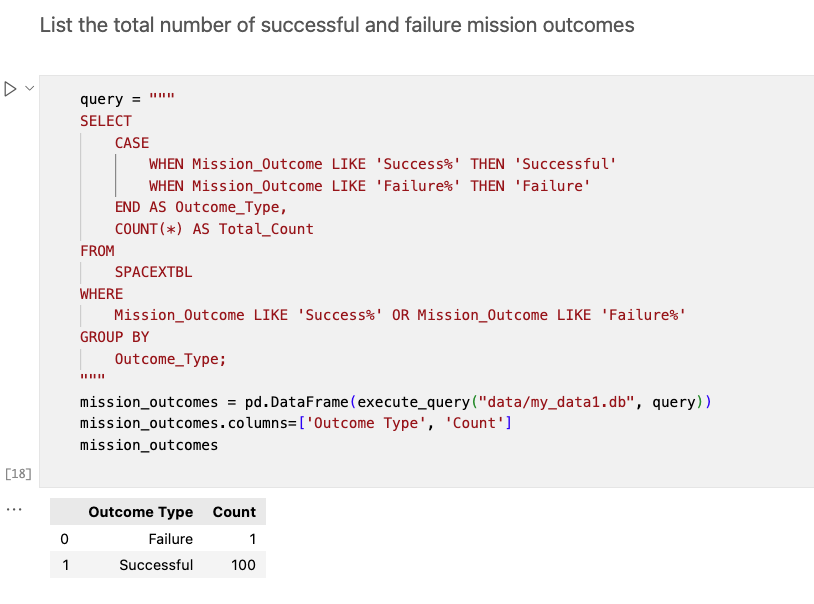 List the total number of successful and failure mission outcomes
query = """
SELECT
CASE
WHEN Mission_Outcome LIKE 'Success%' THEN 'Successful'
WHEN Mission_Outcome LIKE 'Failure%' THEN 'Failure'
END AS Outcome_Type,
COUNT(*) AS Total_Count
FROM
SPACEXTBL
WHERE
Mission_Outcome LIKE 'Success%' OR Mission_Outcome LIKE 'Failure%'
GROUP BY
Outcome_Type;
"""
mission_outcomes = pd.DataFrame(execute_query("data/my_data1.db", query))
mission_outcomes.columns=['Outcome Type', 'Count']
mission_outcomes
[18]
... Outcome Type Count
0 Failure 1
1 Successful 100